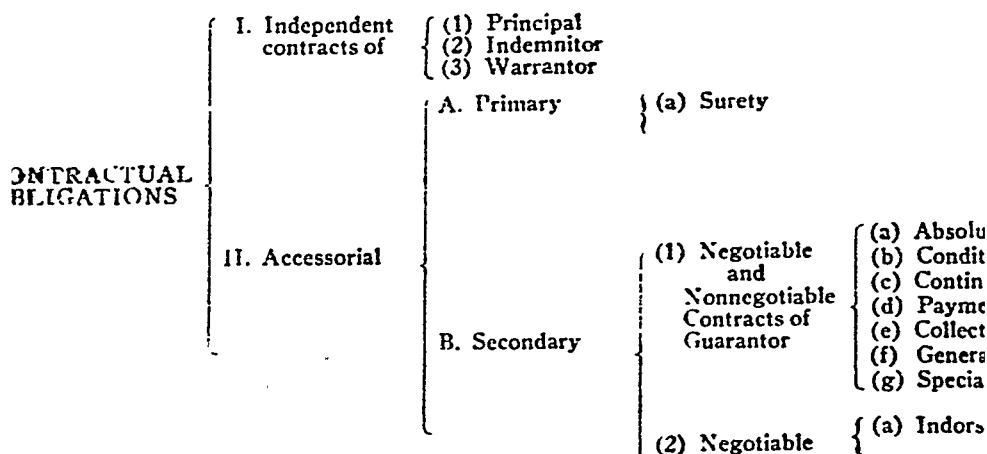 I. Independent
contracts of
(1) Principal
(2) Indemnitor
(3) Warrantor
A. Primary
(a) Surety
ONTRACTUAL
BLIGATIONS
II. Accessorial
B. Secondary
(1) Negotiable
and
Nonnegotiable
Contracts of
Guarantor
(a) Absolu
(b) Condit
(c) Contin
(d) Payme
(e) Collect
(f) Genera
(g) Specia
(2) Negotiable
(a) Indors